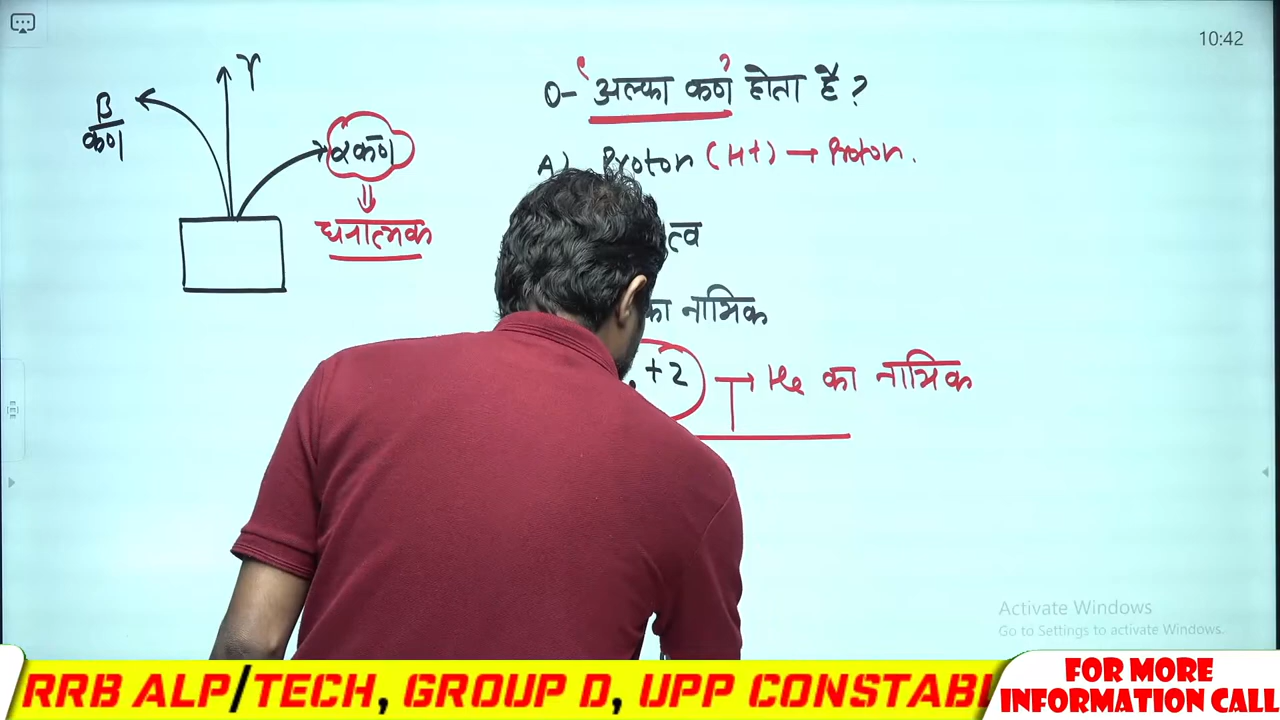 10:42
γ
β
कण
α कण
धनात्मक
0- 'अल्फा कण' होता है ?
A) Proton (H+) → Proton.
त्व
का नाभिक
+2 → He का नाभिक
Activate Windows
Go to Settings to activate Windows.
RRB ALP/TECH, GROUP D, UPP CONSTABL
FOR MORE
INFORMATION CALL